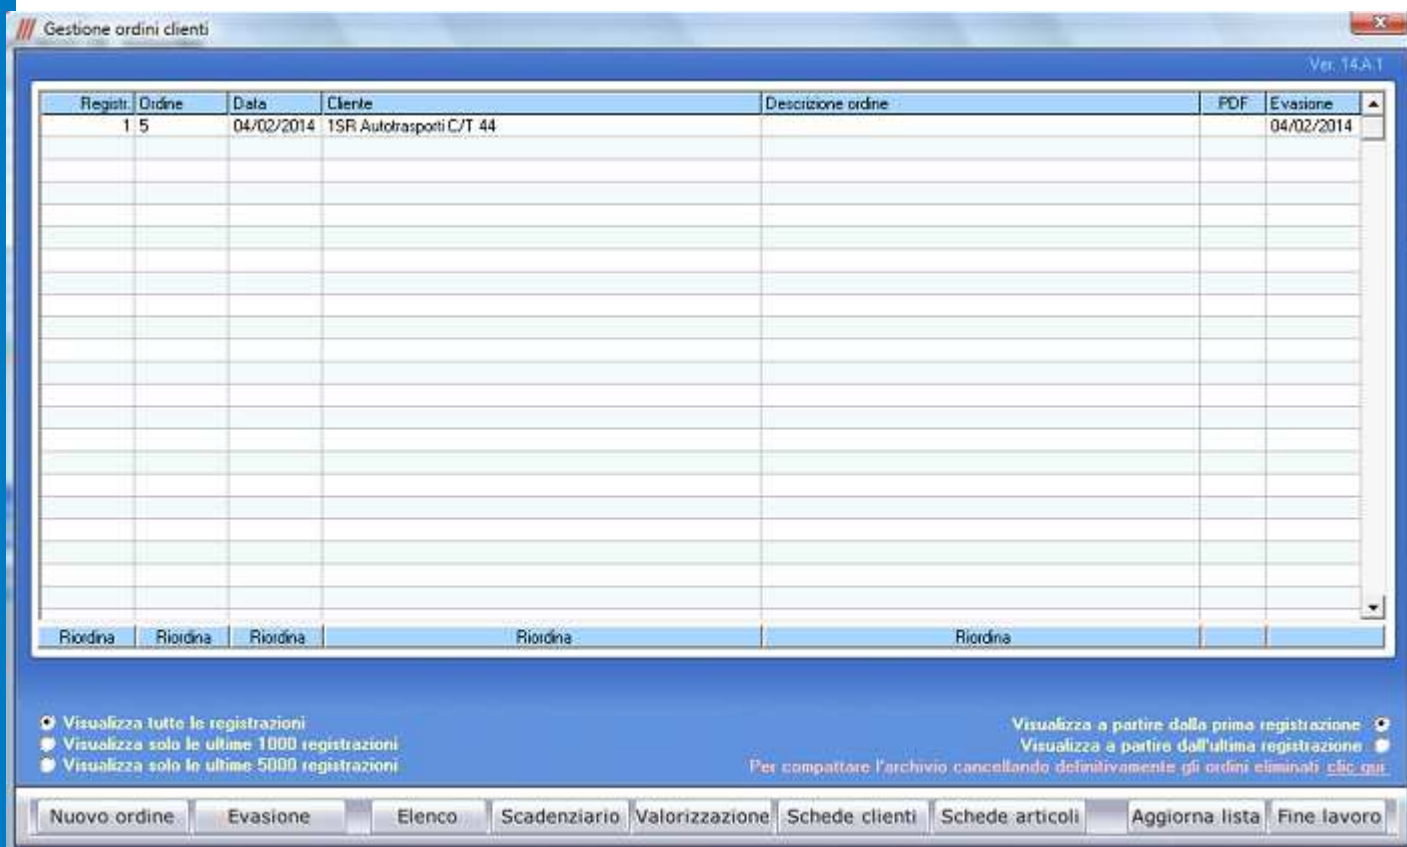 Gestione ordini clienti
Ver. 14.A.1
Registr. Ordine Data Cliente Descrizione ordine PDF Evasione
1 5 04/02/2014 1SR Autotrasporti C/T 44 04/02/2014
Riordina Riordina Riordina Riordina Riordina
Visualizza tutte le registrazioni
Visualizza solo le ultime 1000 registrazioni
Visualizza solo le ultime 5000 registrazioni
Visualizza a partire dalla prima registrazione
Visualizza a partire dall'ultima registrazione
Per compattare l'archivio cancellando definitivamente gli ordini eliminati clic qui
Nuovo ordine Evasione Elenco Scadenziario Valorizzazione Schede clienti Schede articoli Aggiorna lista Fine lavoro